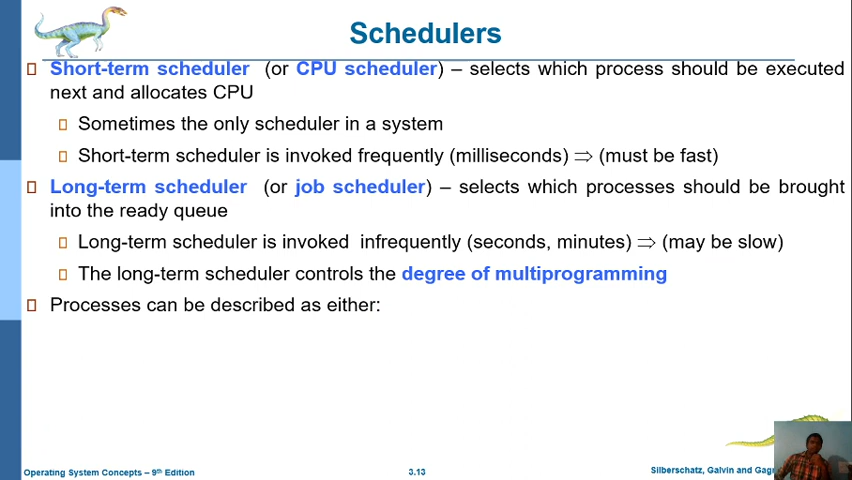 Schedulers
Short-term scheduler (or CPU scheduler) – selects which process should be executed
next and allocates CPU
Sometimes the only scheduler in a system
Short-term scheduler is invoked frequently (milliseconds) ⇒ (must be fast)
Long-term scheduler (or job scheduler) – selects which processes should be brought
into the ready queue
Long-term scheduler is invoked infrequently (seconds, minutes) ⇒ (may be slow)
The long-term scheduler controls the degree of multiprogramming
Processes can be described as either:
Operating System Concepts – 9th Edition
3.13
Silberschatz, Galvin and